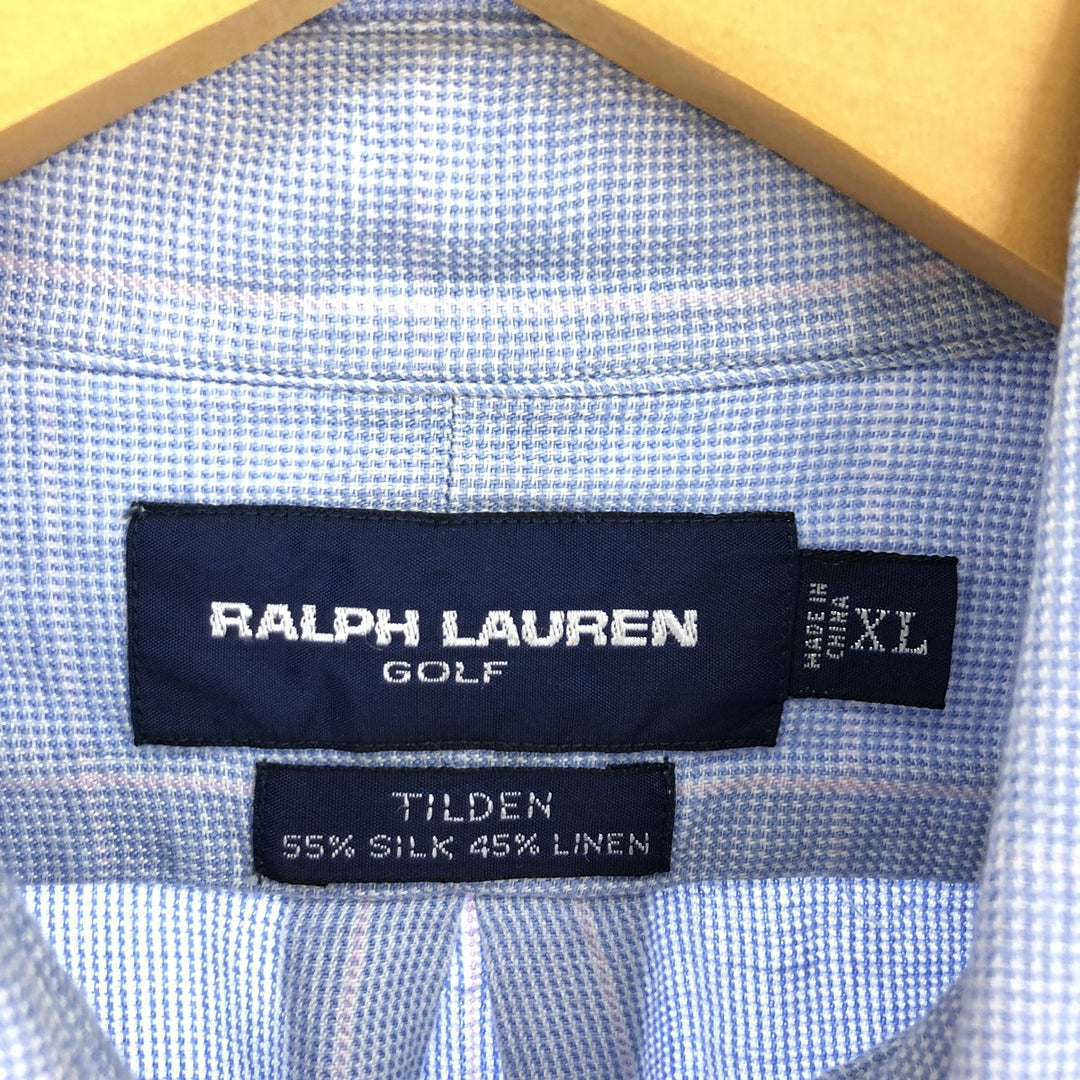 RALPH LAUREN
GOLF
MADE IN
CHINA
XL
TILDEN
55% SILK 45% LINEN